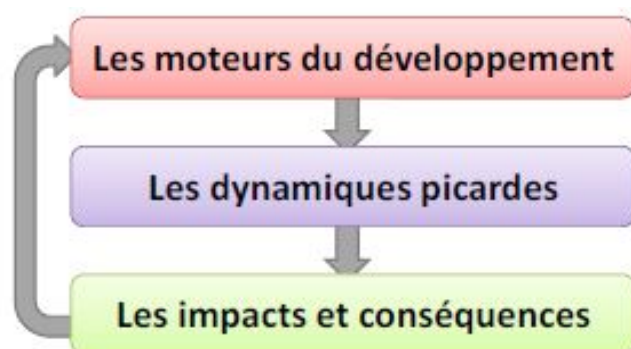 Les moteurs du développement
Les dynamiques picardes
Les impacts et conséquences